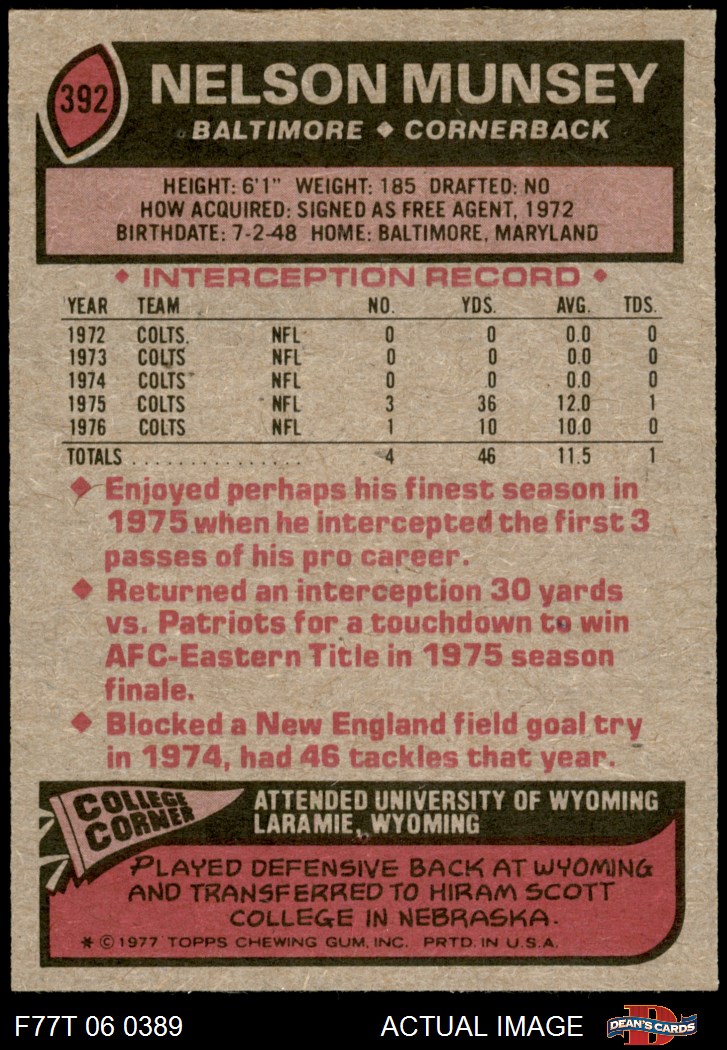 392
NELSON MUNSEY
BALTIMORE ◆ CORNERBACK
HEIGHT: 6'1" WEIGHT: 185 DRAFTED: NO
HOW ACQUIRED: SIGNED AS FREE AGENT, 1972
BIRTHDATE: 7-2-48 HOME: BALTIMORE, MARYLAND
◆ INTERCEPTION RECORD ◆
YEAR TEAM NO. YDS. AVG. TDS.
1972 COLTS. NFL 0 0 0.0 0
1973 COLTS NFL 0 0 0.0 0
1974 COLTS NFL 0 0 0.0 0
1975 COLTS NFL 3 36 12.0 1
1976 COLTS NFL 1 10 10.0 0
TOTALS . . . . . . . . . . . . . . . 4 46 11.5 1
◆ Enjoyed perhaps his finest season in
1975 when he intercepted the first 3
passes of his pro career.
◆ Returned an interception 30 yards
vs. Patriots for a touchdown to win
AFC-Eastern Title in 1975 season
finale.
◆ Blocked a New England field goal try
in 1974, had 46 tackles that year.
COLLEGE
CORNER
ATTENDED UNIVERSITY OF WYOMING
LARAMIE, WYOMING
PLAYED DEFENSIVE BACK AT WYOMING
AND TRANSFERRED TO HIRAM SCOTT
COLLEGE IN NEBRASKA.
* © 1977 TOPPS CHEWING GUM, INC. PRTD. IN U.S.A.
F77T 06 0389 ACTUAL IMAGE
D
DEAN'S CARDS